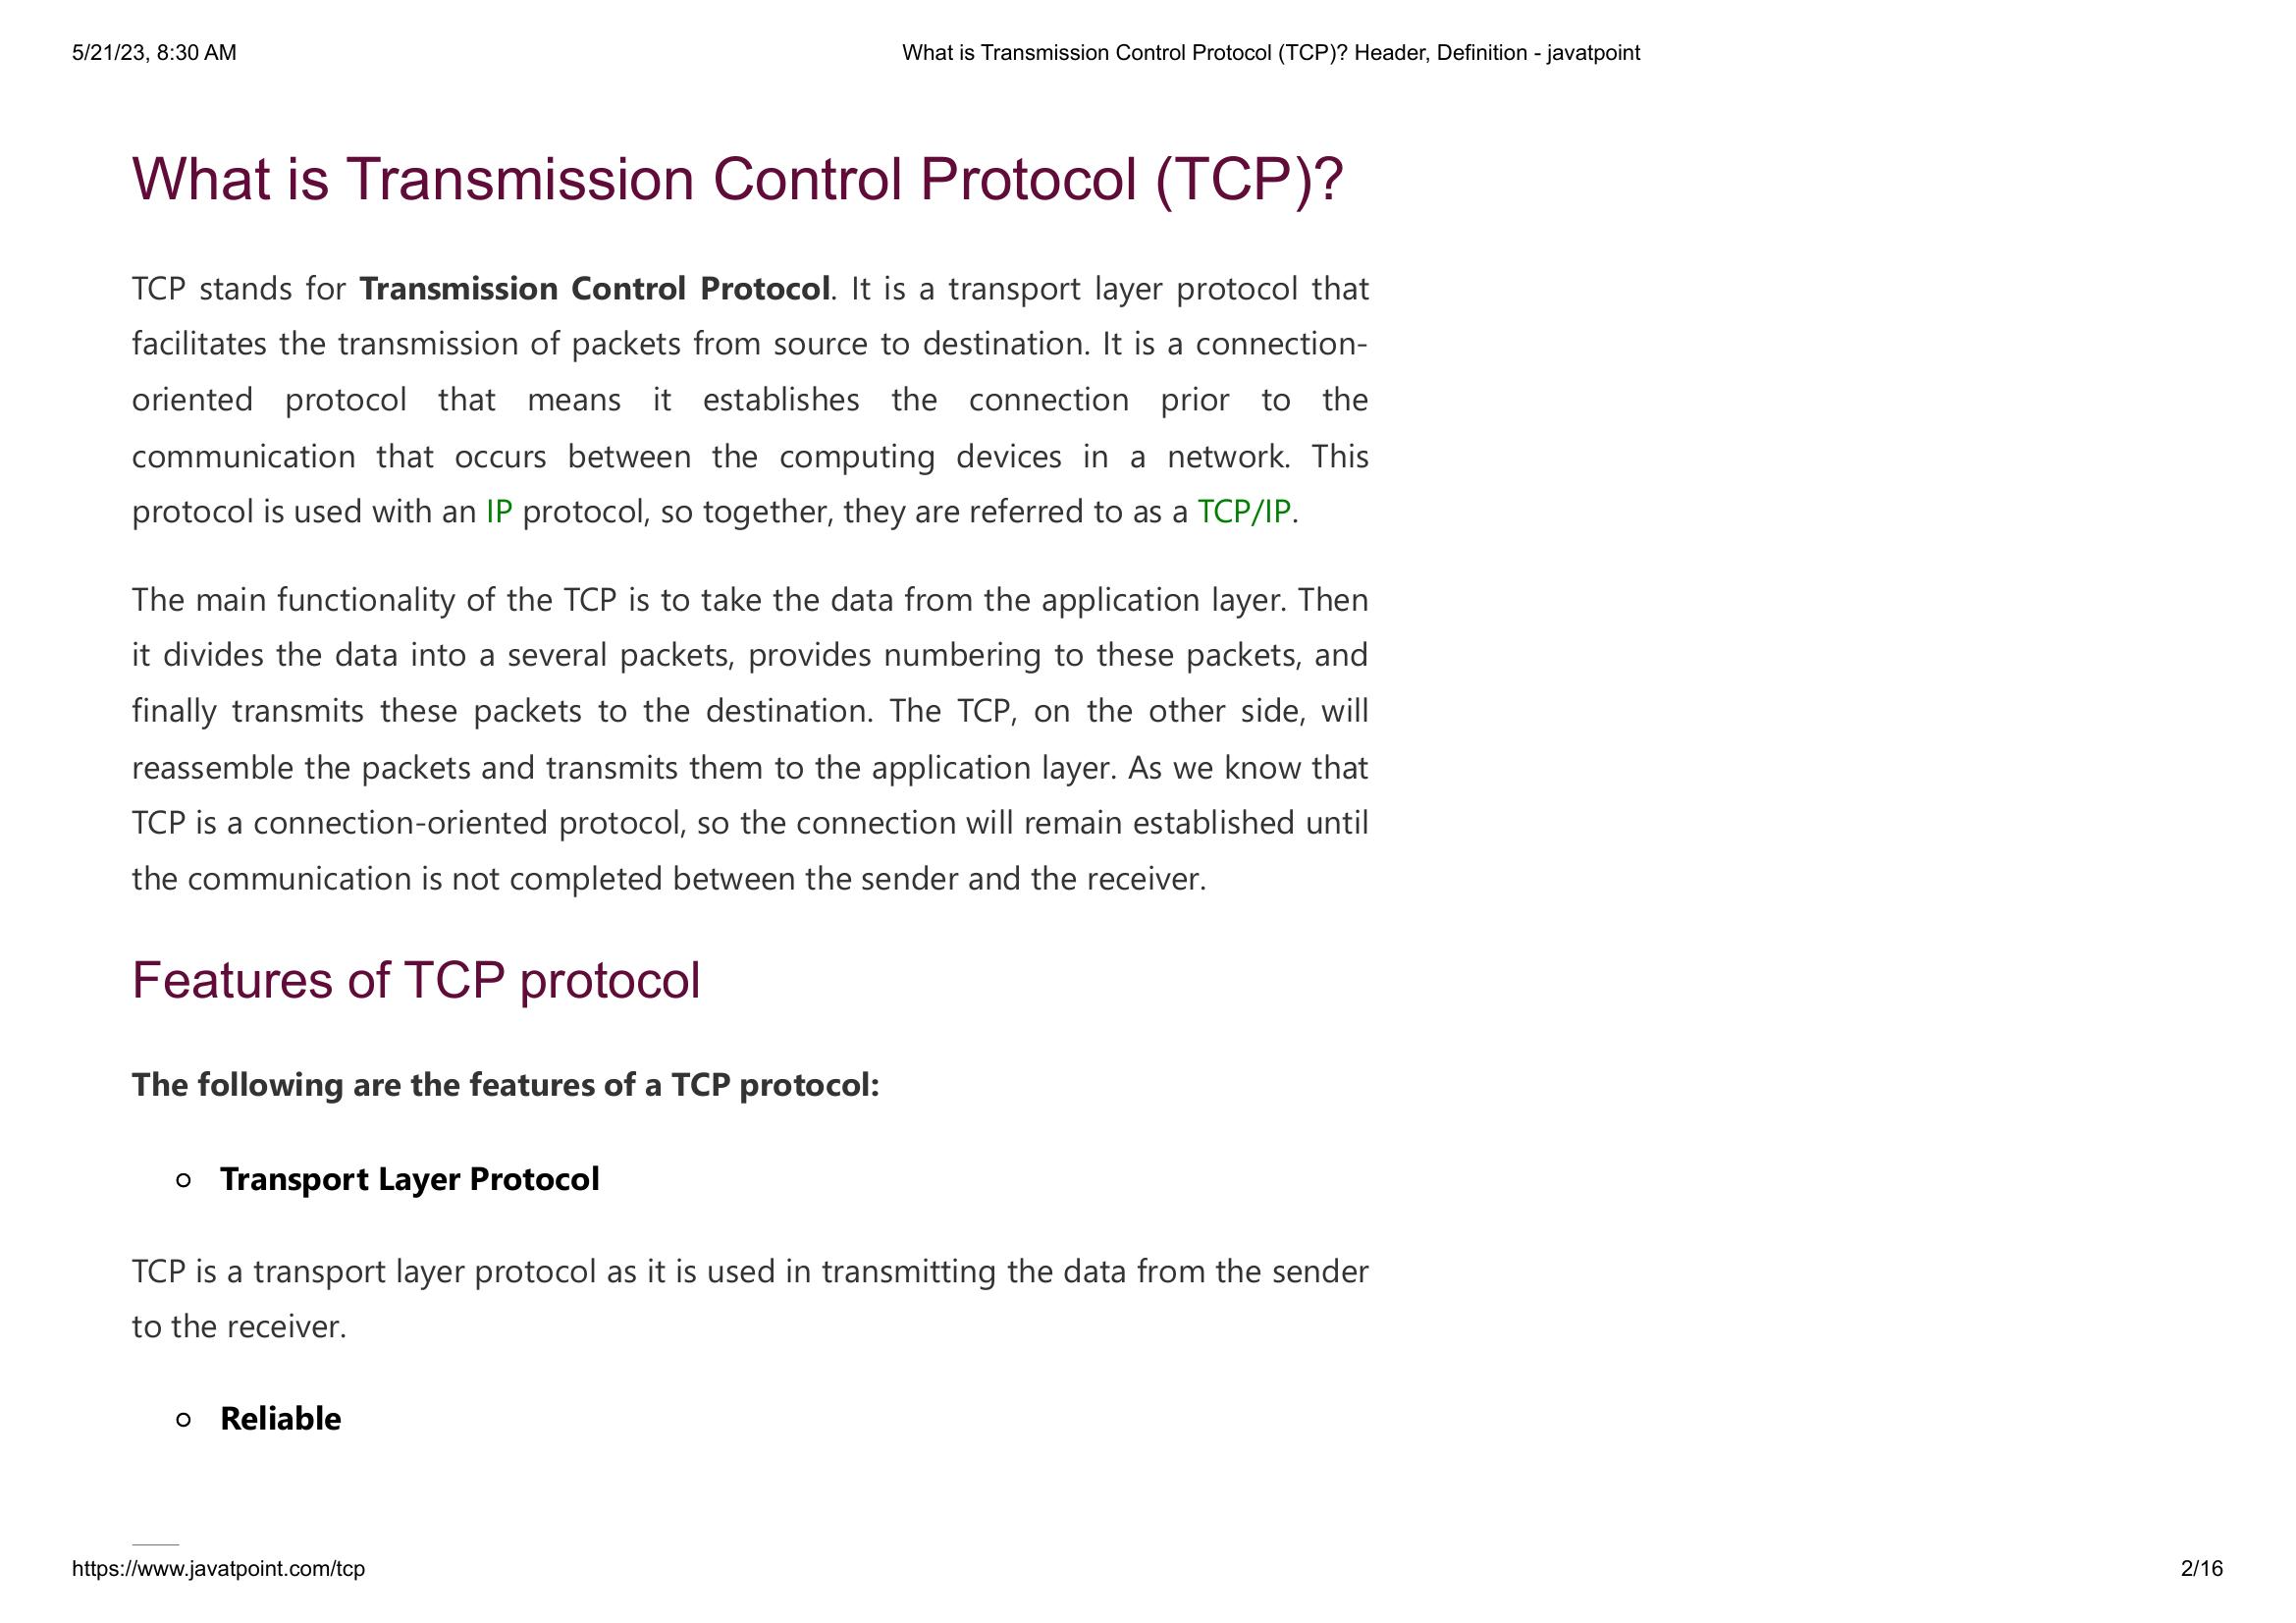 5/21/23, 8:30 AM
What is Transmission Control Protocol (TCP)? Header, Definition - javatpoint
What is Transmission Control Protocol (TCP)?
TCP stands for Transmission Control Protocol. It is a transport layer protocol that
facilitates the transmission of packets from source to destination. It is a connection-
oriented protocol that means it establishes the connection prior to the
communication that occurs between the computing devices in a network. This
protocol is used with an IP protocol, so together, they are referred to as a TCP/IP.
The main functionality of the TCP is to take the data from the application layer. Then
it divides the data into a several packets, provides numbering to these packets, and
finally transmits these packets to the destination. The TCP, on the other side, will
reassemble the packets and transmits them to the application layer. As we know that
TCP is a connection-oriented protocol, so the connection will remain established until
the communication is not completed between the sender and the receiver.
Features of TCP protocol
The following are the features of a TCP protocol:
○ Transport Layer Protocol
TCP is a transport layer protocol as it is used in transmitting the data from the sender
to the receiver.
○ Reliable
https://www.javatpoint.com/tcp
2/16